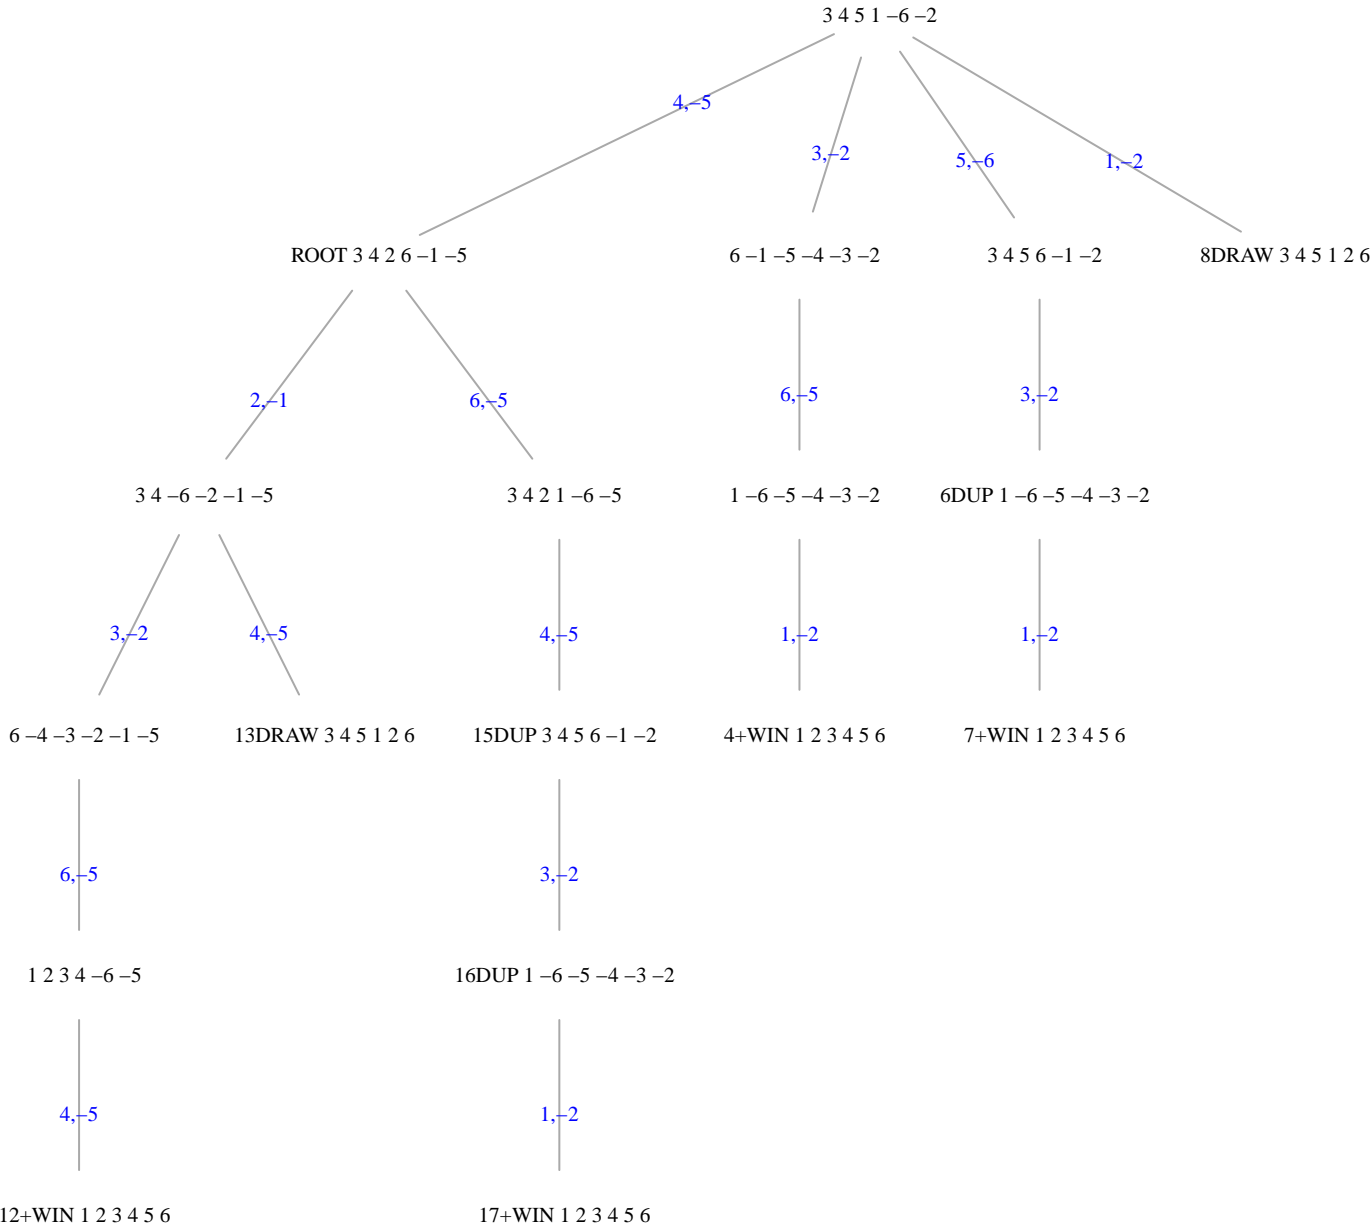 3 4 5 1 –6 –2
4,–5
3,–2
5,–6
1,–2
ROOT 3 4 2 6 –1 –5
6 –1 –5 –4 –3 –2
3 4 5 6 –1 –2
8DRAW 3 4 5 1 2 6
2,–1
6,–5
6,–5
3,–2
3 4 –6 –2 –1 –5
3 4 2 1 –6 –5
1 –6 –5 –4 –3 –2
6DUP 1 –6 –5 –4 –3 –2
3,–2
4,–5
4,–5
1,–2
1,–2
6 –4 –3 –2 –1 –5
13DRAW 3 4 5 1 2 6
15DUP 3 4 5 6 –1 –2
4+WIN 1 2 3 4 5 6
7+WIN 1 2 3 4 5 6
6,–5
3,–2
1 2 3 4 –6 –5
16DUP 1 –6 –5 –4 –3 –2
4,–5
1,–2
12+WIN 1 2 3 4 5 6
17+WIN 1 2 3 4 5 6